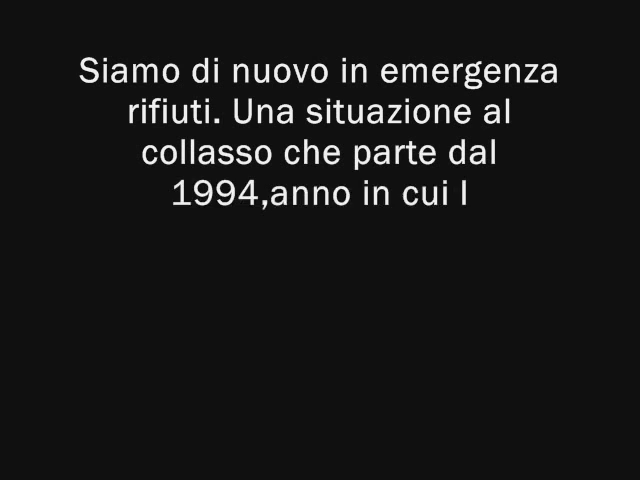 Siamo di nuovo in emergenza
rifiuti. Una situazione al
collasso che parte dal
1994,anno in cui l